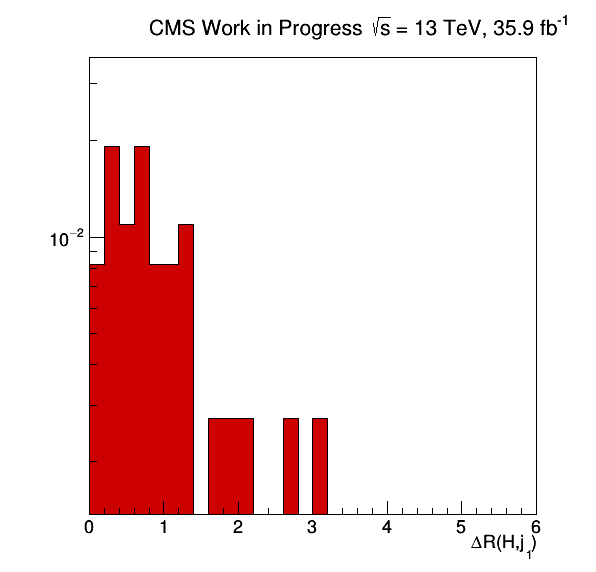 CMS Work in Progress √s = 13 TeV, 35.9 fb⁻¹
10⁻²
0 1 2 3 4 5 6
ΔR(H,j₁)